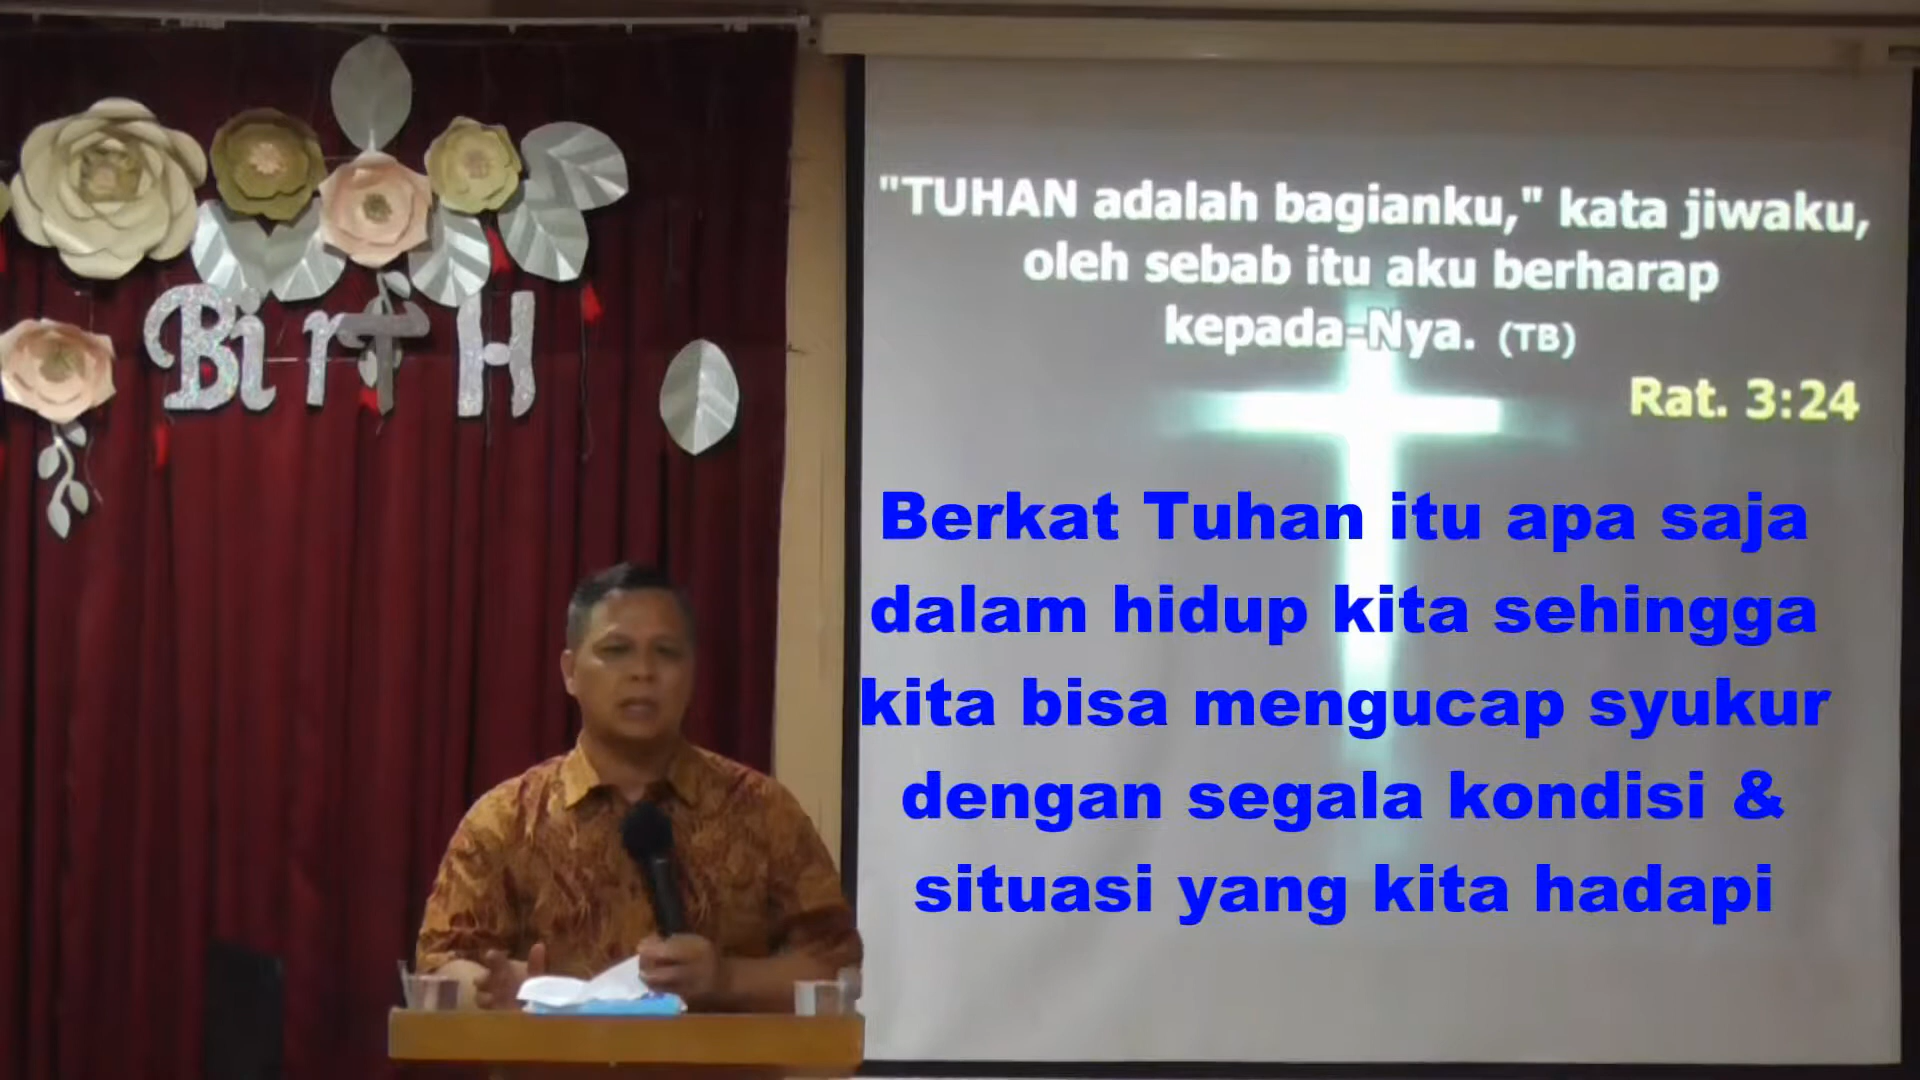 BirtH
"TUHAN adalah bagianku," kata jiwaku,
oleh sebab itu aku berharap
kepada-Nya. (TB)
Rat. 3:24
Berkat Tuhan itu apa saja
dalam hidup kita sehingga
kita bisa mengucap syukur
dengan segala kondisi &
situasi yang kita hadapi